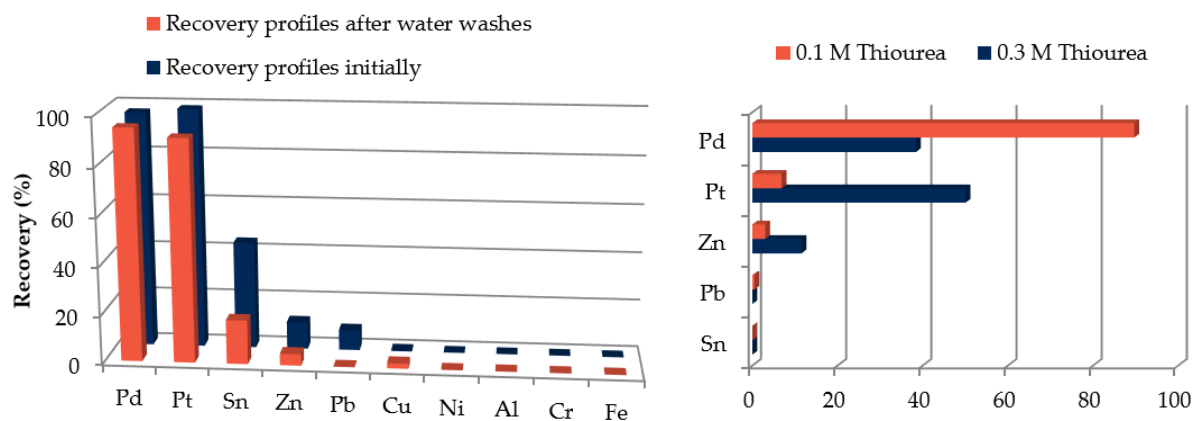 Recovery profiles after water washes
Recovery profiles initially
Recovery (%)
100
80
60
40
20
0
Pd Pt Sn Zn Pb Cu Ni Al Cr Fe
0.1 M Thiourea 0.3 M Thiourea
Pd
Pt
Zn
Pb
Sn
0 20 40 60 80 100